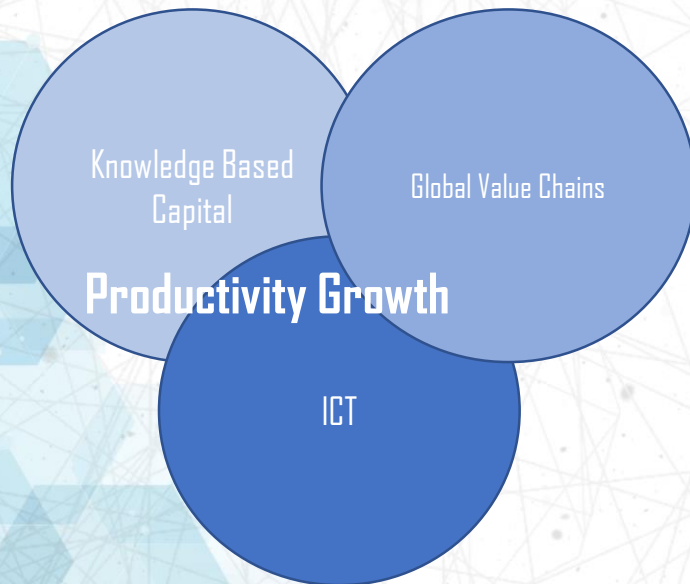 Knowledge Based
Capital
Global Value Chains
Productivity Growth
ICT